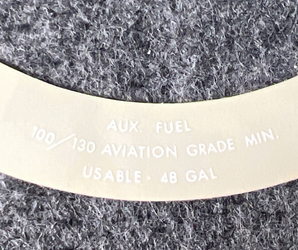 AUX. FUEL
100/130 AVIATION GRADE MIN.
USABLE - 48 GAL